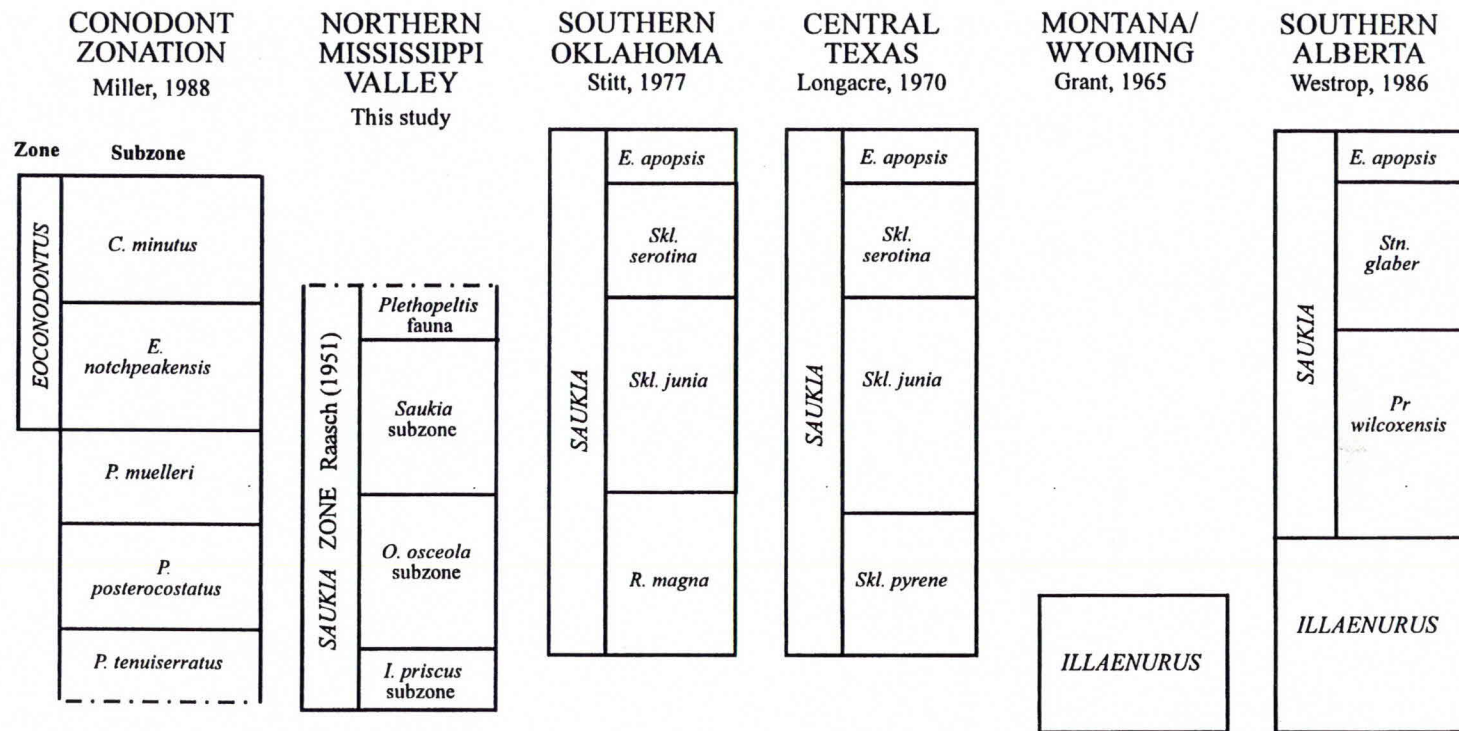 CONODONT
ZONATION
Miller, 1988
Zone
Subzone
EOCONODONTUS
C. minutus
E.
notchpeakensis
P. muelleri
P.
posterocostatus
P. tenuiserratus
NORTHERN
MISSISSIPPI
VALLEY
This study
SAUKIA ZONE Raasch (1951)
Plethopeltis
fauna
Saukia
subzone
O. osceola
subzone
I. priscus
subzone
SOUTHERN
OKLAHOMA
Stitt, 1977
SAUKIA
E. apopsis
Skl.
serotina
Skl. junia
R. magna
CENTRAL
TEXAS
Longacre, 1970
SAUKIA
E. apopsis
Skl.
serotina
Skl. junia
Skl. pyrene
MONTANA/
WYOMING
Grant, 1965
ILLAENURUS
SOUTHERN
ALBERTA
Westrop, 1986
SAUKIA
E. apopsis
Stn.
glaber
Pr
wilcoxensis
ILLAENURUS